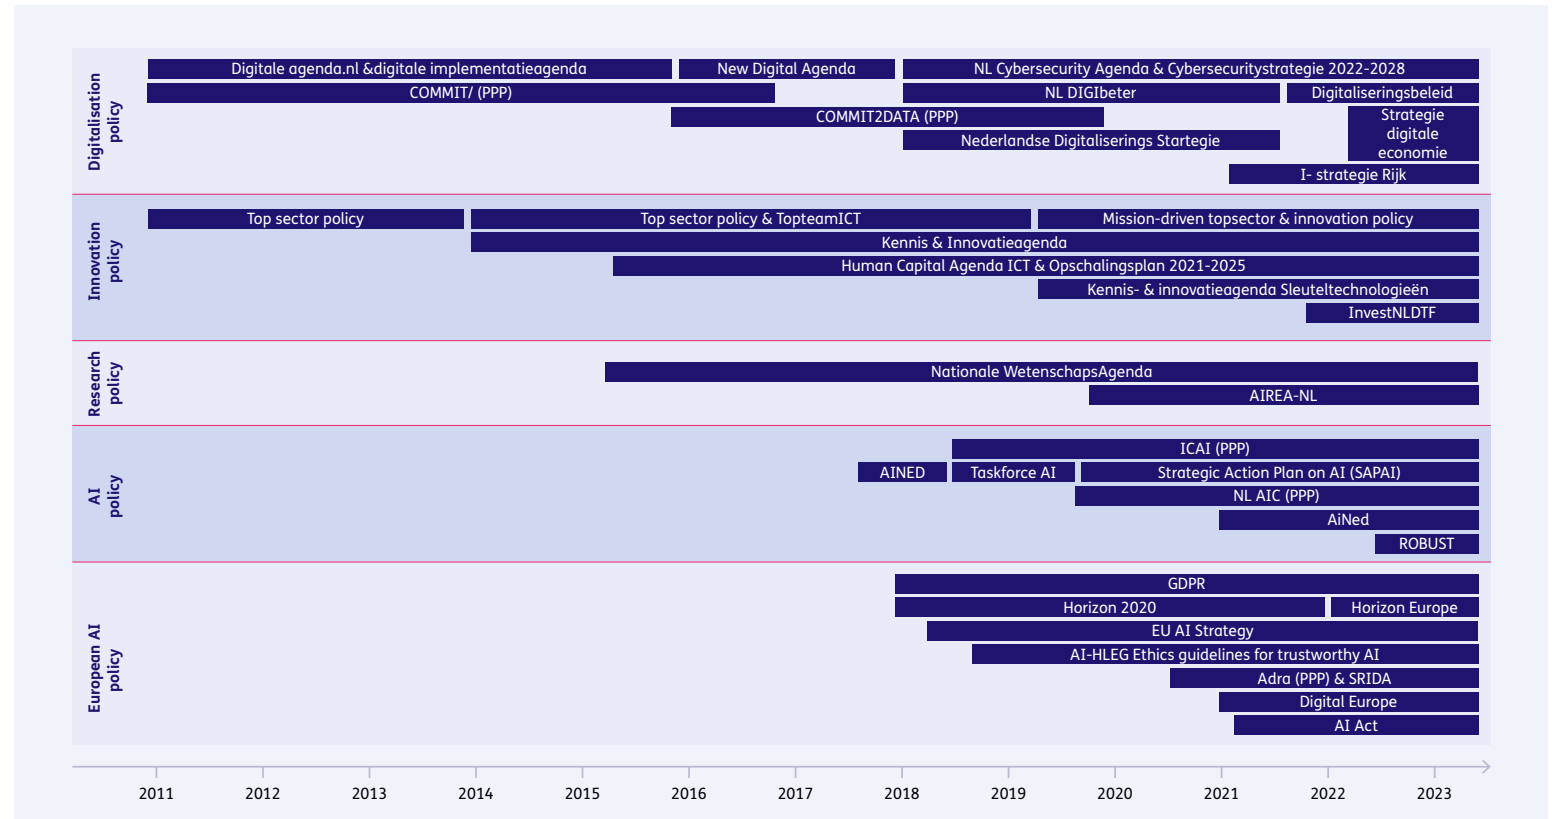 Digitalisation
policy
Digitale agenda.nl &digitale implementatieagenda
New Digital Agenda
NL Cybersecurity Agenda & Cybersecuritystrategie 2022-2028
COMMIT/ (PPP)
NL DIGIbeter
Digitaliseringsbeleid
COMMIT2DATA (PPP)
Strategie
digitale
economie
Nederlandse Digitaliserings Startegie
I- strategie Rijk
Innovation
policy
Top sector policy
Top sector policy & TopteamICT
Mission-driven topsector & innovation policy
Kennis & Innovatieagenda
Human Capital Agenda ICT & Opschalingsplan 2021-2025
Kennis- & innovatieagenda Sleuteltechnologieën
InvestNLDTF
Research
policy
Nationale WetenschapsAgenda
AIREA-NL
AI
policy
ICAI (PPP)
AINED
Taskforce AI
Strategic Action Plan on AI (SAPAI)
NL AIC (PPP)
AiNed
ROBUST
European AI
policy
GDPR
Horizon 2020
Horizon Europe
EU AI Strategy
AI-HLEG Ethics guidelines for trustworthy AI
Adra (PPP) & SRIDA
Digital Europe
AI Act
2011
2012
2013
2014
2015
2016
2017
2018
2019
2020
2021
2022
2023